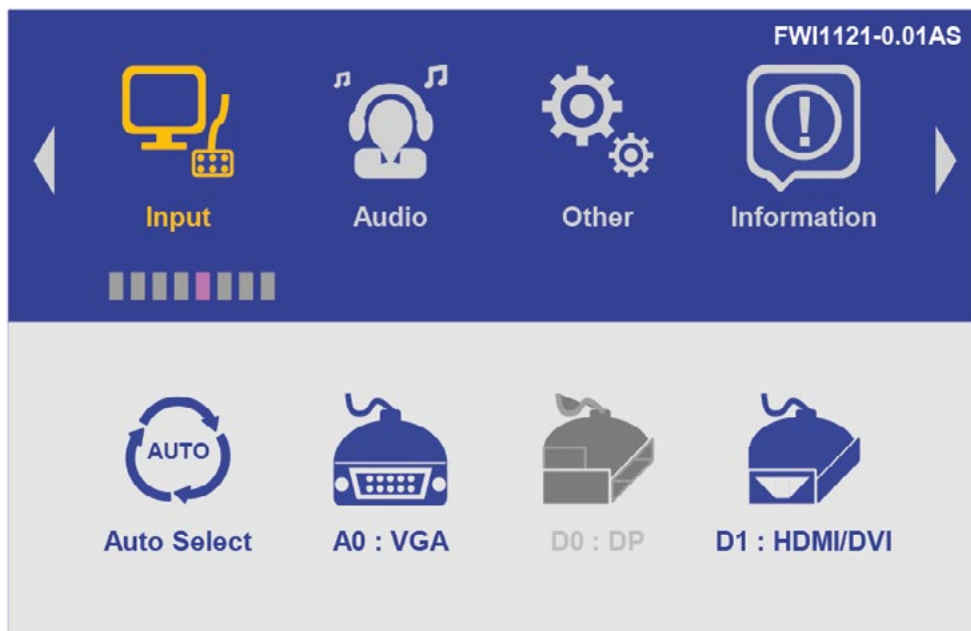 FWI1121-0.01AS
Input Audio Other Information
AUTO
Auto Select A0 : VGA D0 : DP D1 : HDMI/DVI